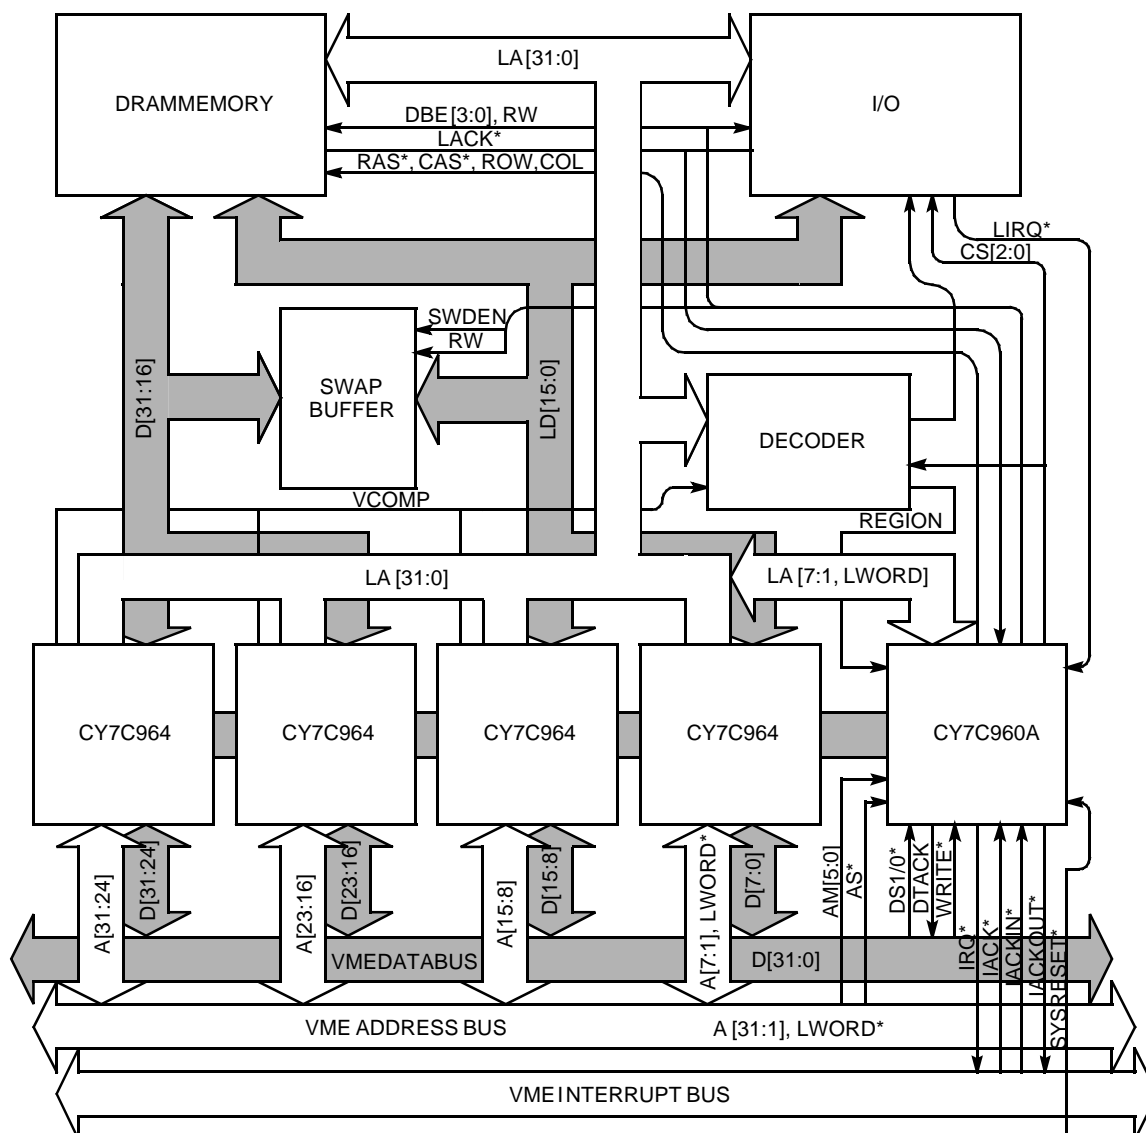 LA [31:0]
DRAMMEMORY
I/O
DBE [3:0], RW
LACK*
RAS*, CAS*, ROW, COL
LIRQ*
CS[2:0]
SWDEN
RW
D[31:16]
SWAP
BUFFER
LD[15:0]
DECODER
VCOMP
REGION
LA [31:0]
LA [7:1, LWORD]
CY7C964
CY7C964
CY7C964
CY7C964
CY7C960A
A[31:24]
D[31:24]
A[23:16]
D[23:16]
A[15:8]
D[15:8]
A[7:1], LWORD*
D[7:0]
AM[5:0]
AS*
DS1/0*
DTACK
WRITE*
IRQ*
IACK*
IACKIN*
IACKOUT*
SYSRESET*
VMEDATABUS
D[31:0]
VME ADDRESS BUS
A [31:1], LWORD*
VME INTERRUPT BUS